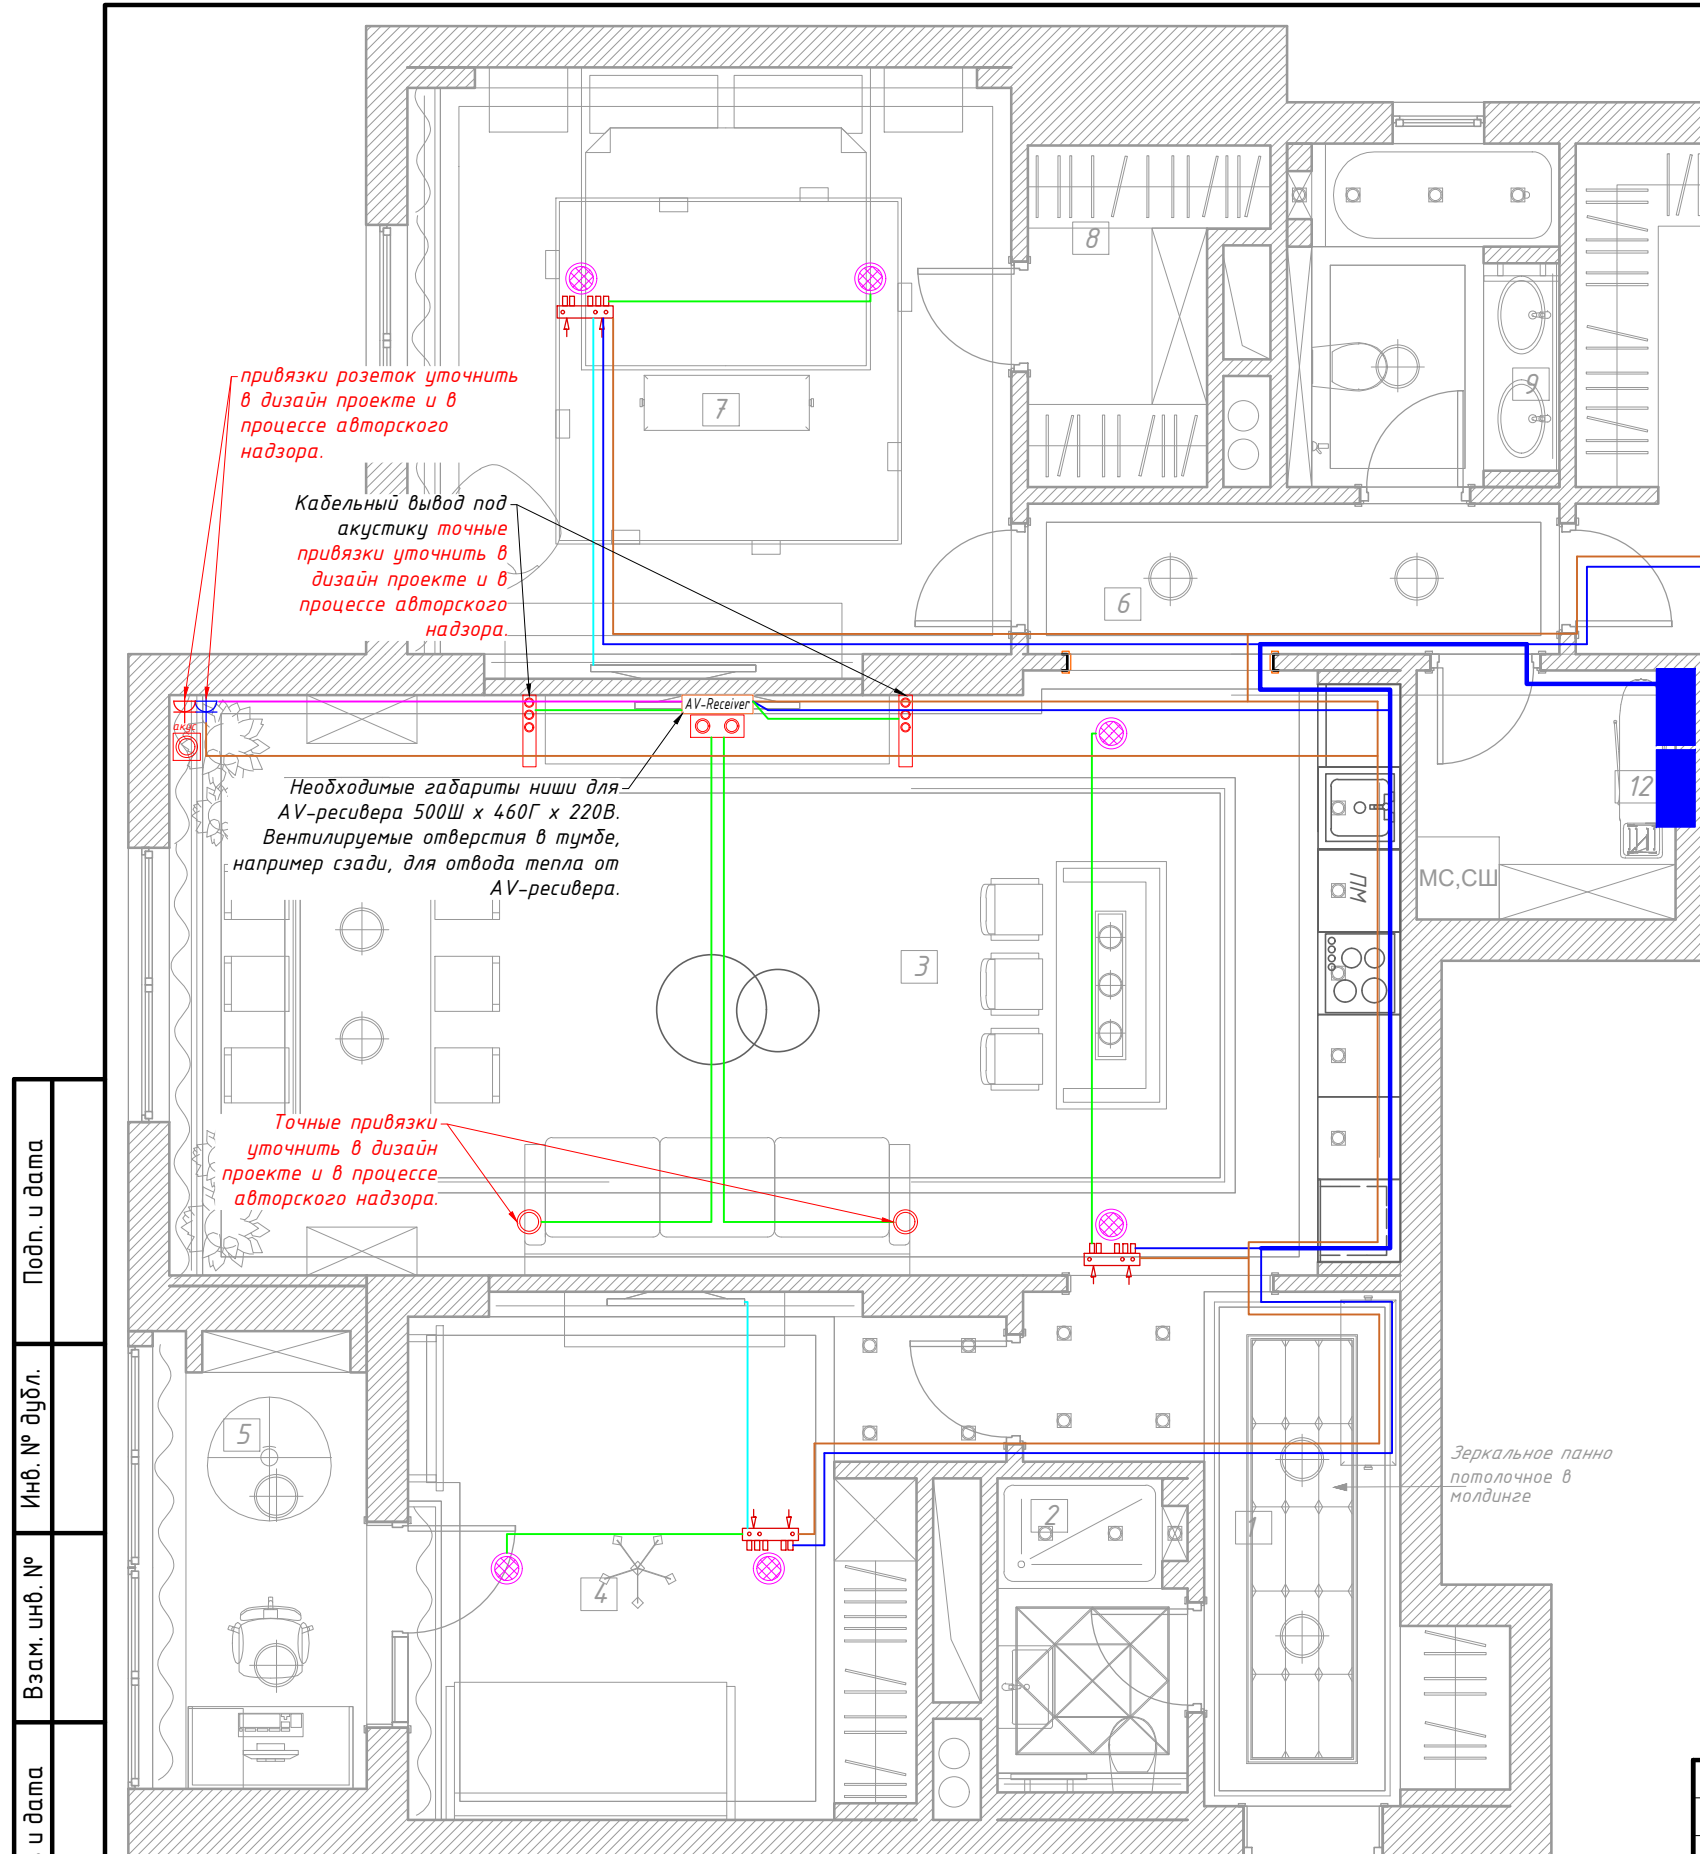 8
9
7
привязки розеток уточнить
в дизайн проекте и в
процессе авторского
надзора.
Кабельный вывод под
акустику точные
привязки уточнить в
дизайн проекте и в
процессе авторского
надзора.
6
AV-Receiver
акус
Необходимые габариты ниши для
AV-ресивера 500Ш х 460Г х 220В.
Вентилируемые отверстия в тумбе,
например сзади, для отвода тепла от
AV-ресивера.
12
МС,СШ
ПМ
3
Точные привязки
уточнить в дизайн
проекте и в процессе
авторского надзора.
5
Зеркальное панно
потолочное в
молдинге
2
1
4
Подп. и дата
Инв. № дубл.
Взам. инв. №
и дата